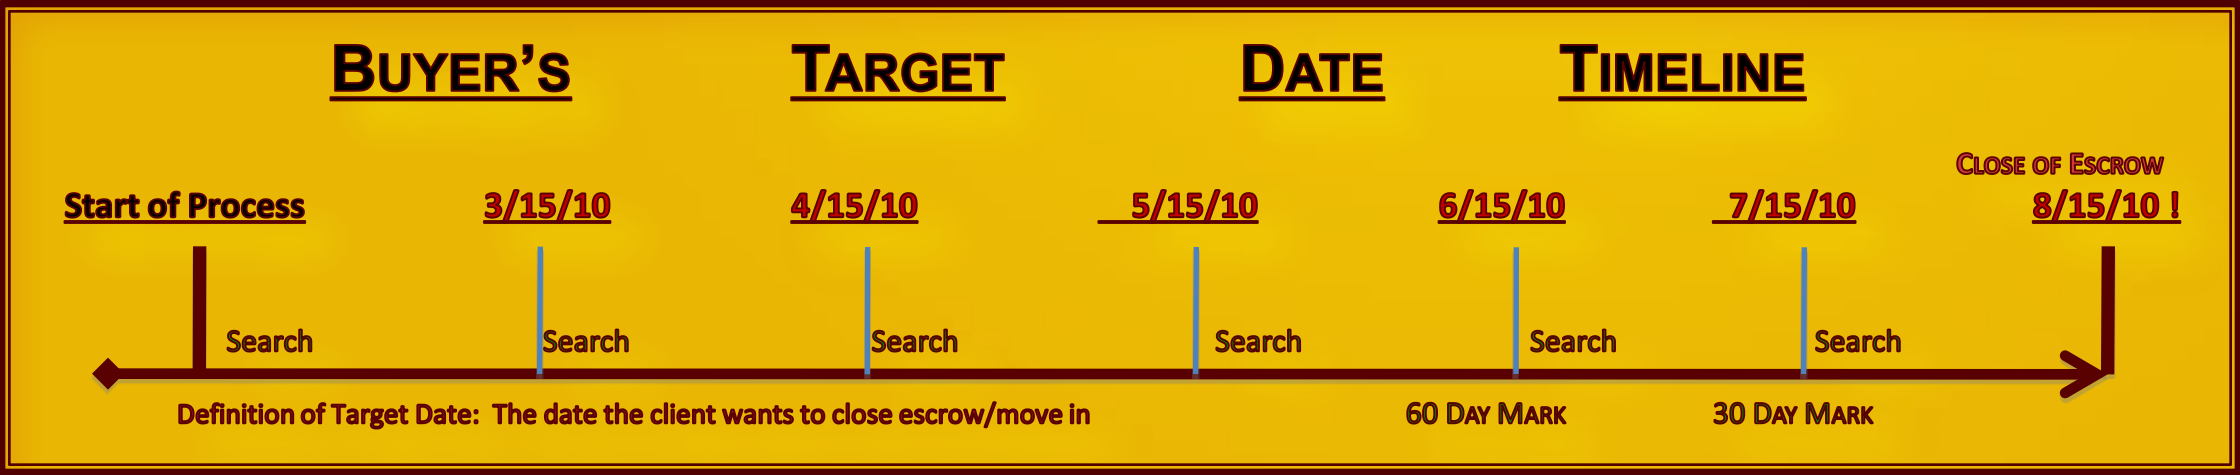 BUYER'S TARGET DATE TIMELINE
CLOSE OF ESCROW
Start of Process 3/15/10 4/15/10 5/15/10 6/15/10 7/15/10 8/15/10 !
Search Search Search Search Search Search
Definition of Target Date: The date the client wants to close escrow/move in 60 DAY MARK 30 DAY MARK